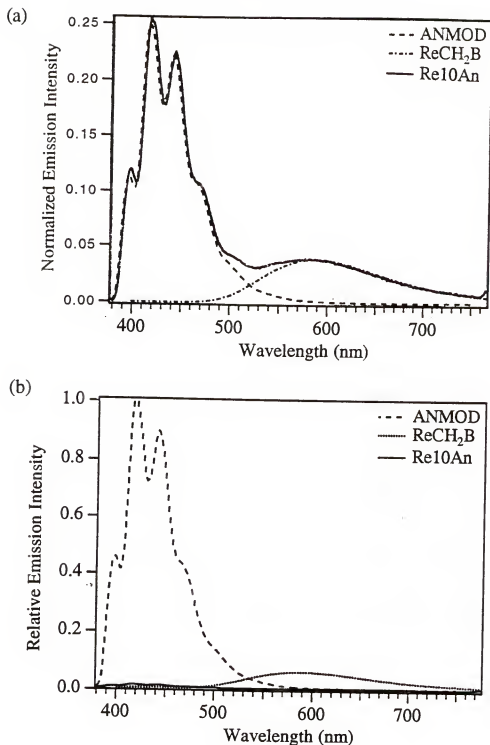 (a)
ANMOD
ReCH₂B
Re10An
0.25
0.20
0.15
0.10
0.05
0.00
Normalized Emission Intensity
400 500 600 700
Wavelength (nm)
(b)
ANMOD
ReCH₂B
Re10An
1.0
0.8
0.6
0.4
0.2
0.0
Relative Emission Intensity
400 500 600 700
Wavelength (nm)